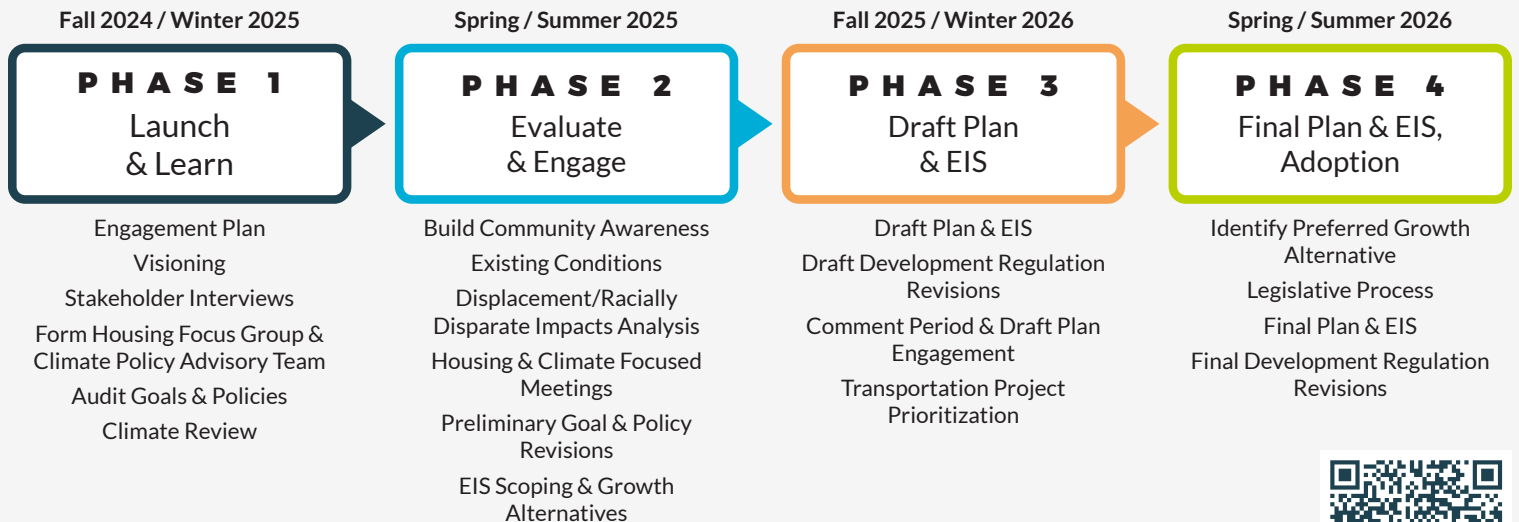 Fall 2024 / Winter 2025
PHASE 1
Launch
& Learn
Engagement Plan
Visioning
Stakeholder Interviews
Form Housing Focus Group &
Climate Policy Advisory Team
Audit Goals & Policies
Climate Review
Spring / Summer 2025
PHASE 2
Evaluate
& Engage
Build Community Awareness
Existing Conditions
Displacement/Racially
Disparate Impacts Analysis
Housing & Climate Focused
Meetings
Preliminary Goal & Policy
Revisions
EIS Scoping & Growth
Alternatives
Fall 2025 / Winter 2026
PHASE 3
Draft Plan
& EIS
Draft Plan & EIS
Draft Development Regulation
Revisions
Comment Period & Draft Plan
Engagement
Transportation Project
Prioritization
Spring / Summer 2026
PHASE 4
Final Plan & EIS,
Adoption
Identify Preferred Growth
Alternative
Legislative Process
Final Plan & EIS
Final Development Regulation
Revisions